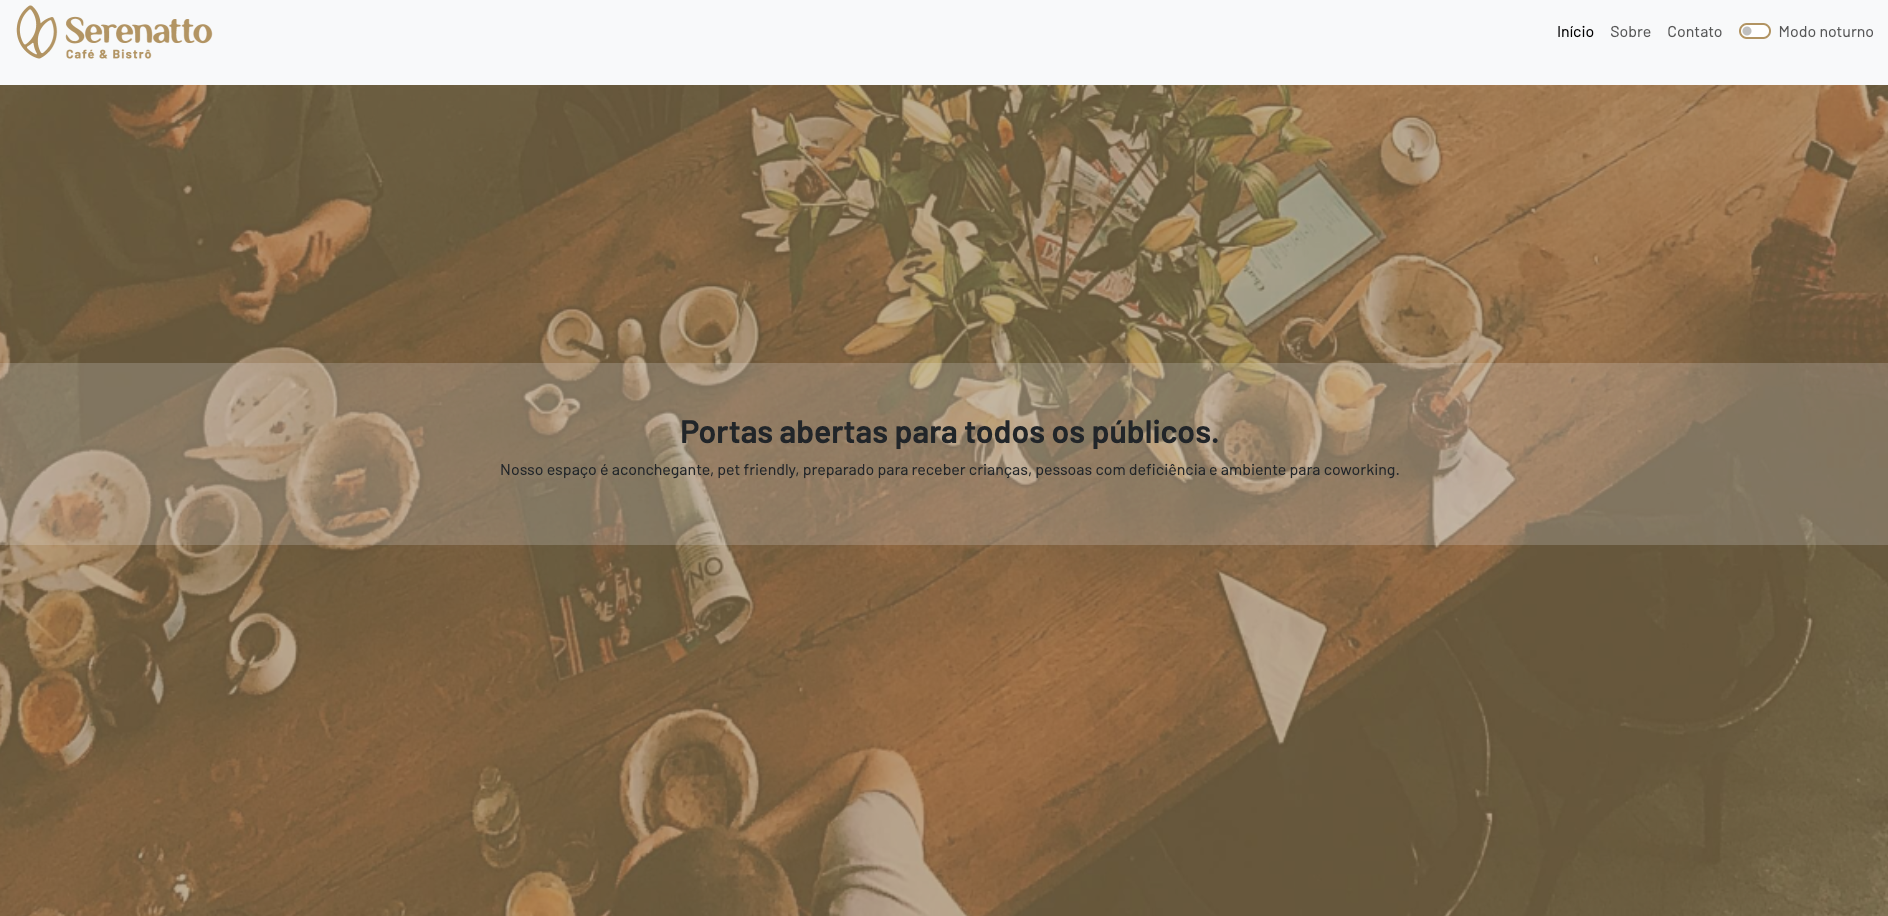 Serenatto
Café & Bistrô
Início Sobre Contato Modo noturno
Portas abertas para todos os públicos.
Nosso espaço é aconchegante, pet friendly, preparado para receber crianças, pessoas com deficiência e ambiente para coworking.
NO